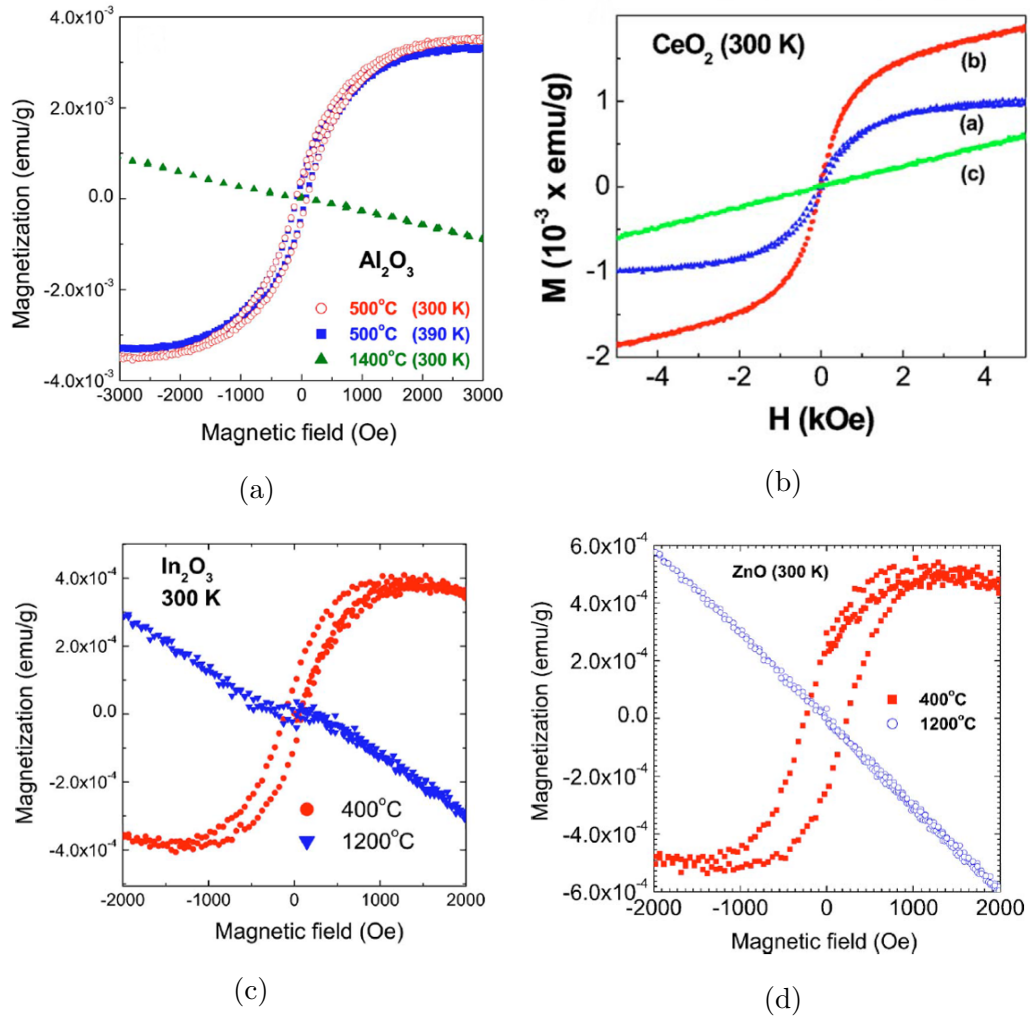 4.0x10⁻³
2.0x10⁻³
0.0
-2.0x10⁻³
-4.0x10⁻³
Magnetization (emu/g)
Al₂O₃
500°C (300 K)
500°C (390 K)
1400°C (300 K)
-3000 -2000 -1000 0 1000 2000 3000
Magnetic field (Oe)
(a)
CeO₂ (300 K)
(b)
(a)
(c)
1
0
-1
-2
M (10⁻³ x emu/g)
-4 -2 0 2 4
H (kOe)
(b)
In₂O₃
300 K
4.0x10⁻⁴
2.0x10⁻⁴
0.0
-2.0x10⁻⁴
-4.0x10⁻⁴
Magnetization (emu/g)
400°C
1200°C
-2000 -1000 0 1000 2000
Magnetic field (Oe)
(c)
6.0x10⁻⁴
4.0x10⁻⁴
2.0x10⁻⁴
0.0
-2.0x10⁻⁴
-4.0x10⁻⁴
-6.0x10⁻⁴
Magnetization (emu/g)
ZnO (300 K)
400°C
1200°C
-2000 -1000 0 1000 2000
Magnetic field (Oe)
(d)